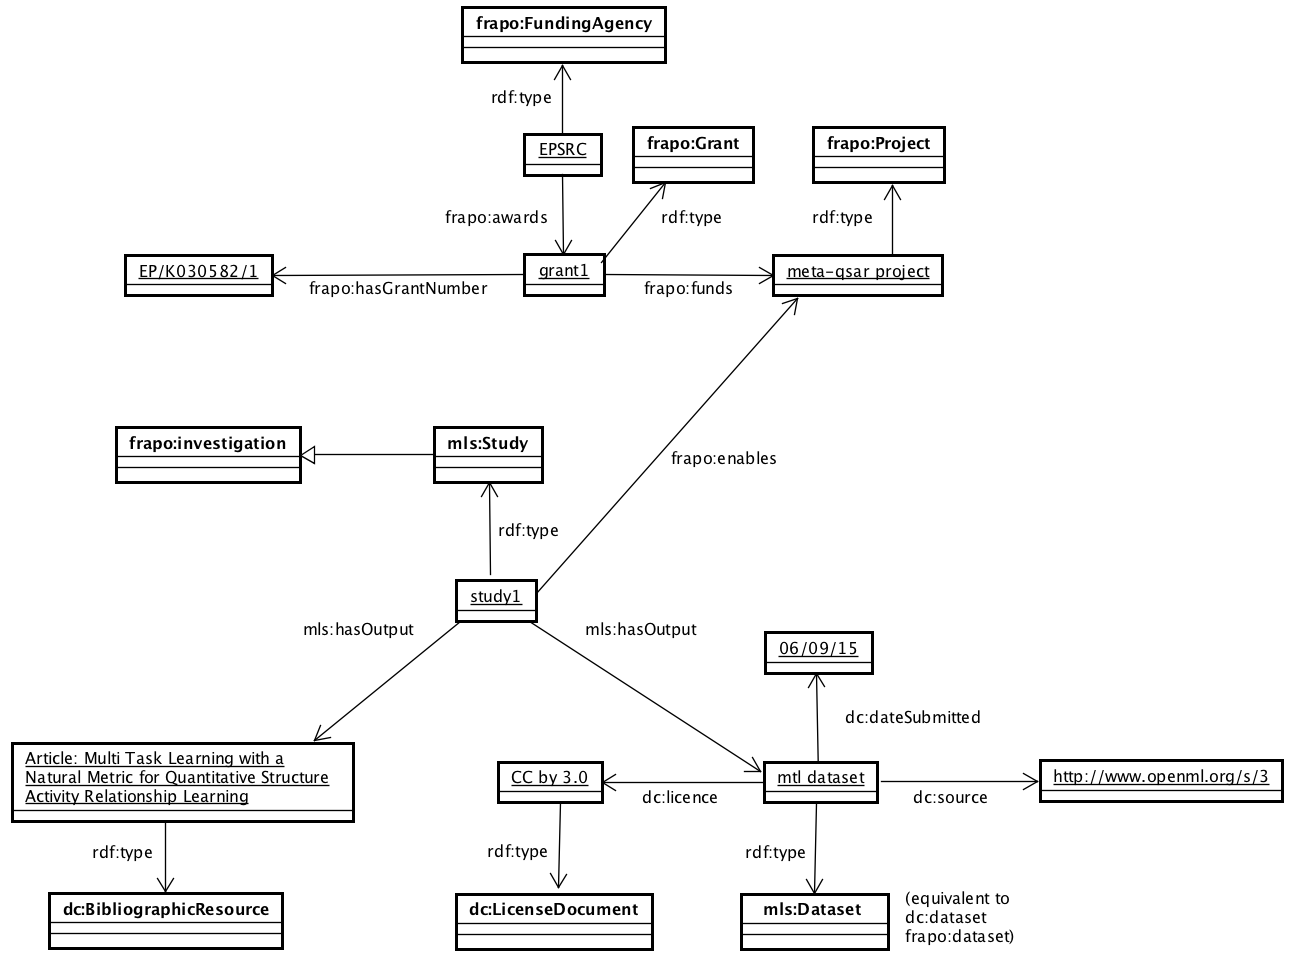 frapo:FundingAgency
rdf:type
EPSRC
frapo:Grant
frapo:Project
frapo:awards
rdf:type
rdf:type
EP/K030582/1
grant1
meta-qsar project
frapo:hasGrantNumber
frapo:funds
frapo:investigation
mls:Study
frapo:enables
rdf:type
study1
mls:hasOutput
mls:hasOutput
06/09/15
dc:dateSubmitted
Article: Multi Task Learning with a
Natural Metric for Quantitative Structure
Activity Relationship Learning
CC by 3.0
mtl dataset
http://www.openml.org/s/3
dc:licence
dc:source
rdf:type
rdf:type
rdf:type
dc:BibliographicResource
dc:LicenseDocument
mls:Dataset
(equivalent to
dc:dataset
frapo:dataset)